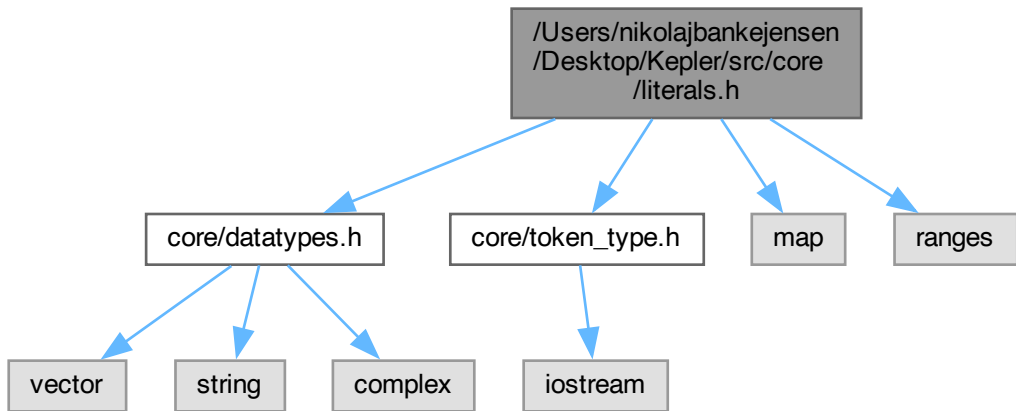 /Users/nikolajbankejensen
/Desktop/Kepler/src/core
/literals.h
core/datatypes.h
core/token_type.h
map
ranges
vector
string
complex
iostream